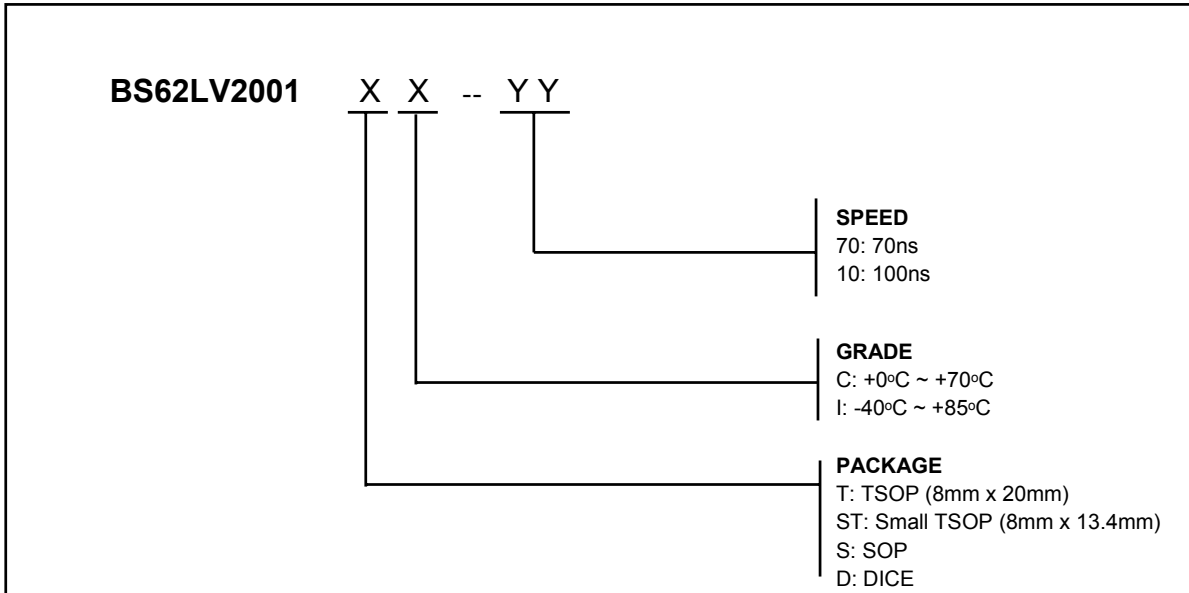 BS62LV2001 X X -- Y Y
SPEED
70: 70ns
10: 100ns
GRADE
C: +0oC ~ +70oC
I: -40oC ~ +85oC
PACKAGE
T: TSOP (8mm x 20mm)
ST: Small TSOP (8mm x 13.4mm)
S: SOP
D: DICE